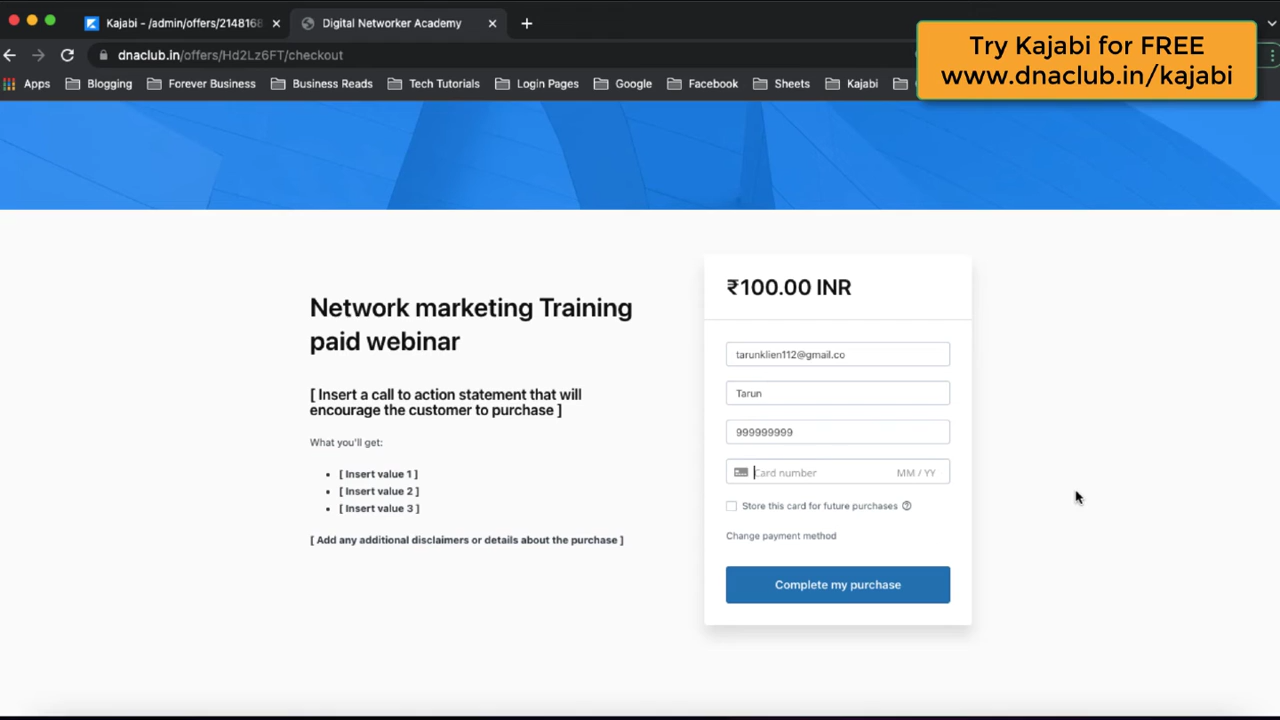 Kajabi - /admin/offers/2148168
Digital Networker Academy
Try Kajabi for FREE
www.dnaclub.in/kajabi
dnaclub.in/offers/Hd2Lz6FT/checkout
Apps
Blogging
Forever Business
Business Reads
Tech Tutorials
Login Pages
Google
Facebook
Sheets
Kajabi
Network marketing Training
paid webinar
[ Insert a call to action statement that will
encourage the customer to purchase ]
What you'll get:
• [ Insert value 1 ]
• [ Insert value 2 ]
• [ Insert value 3 ]
[ Add any additional disclaimers or details about the purchase ]
₹100.00 INR
tarunklien112@gmail.co
Tarun
999999999
Card number MM / YY
Store this card for future purchases
Change payment method
Complete my purchase